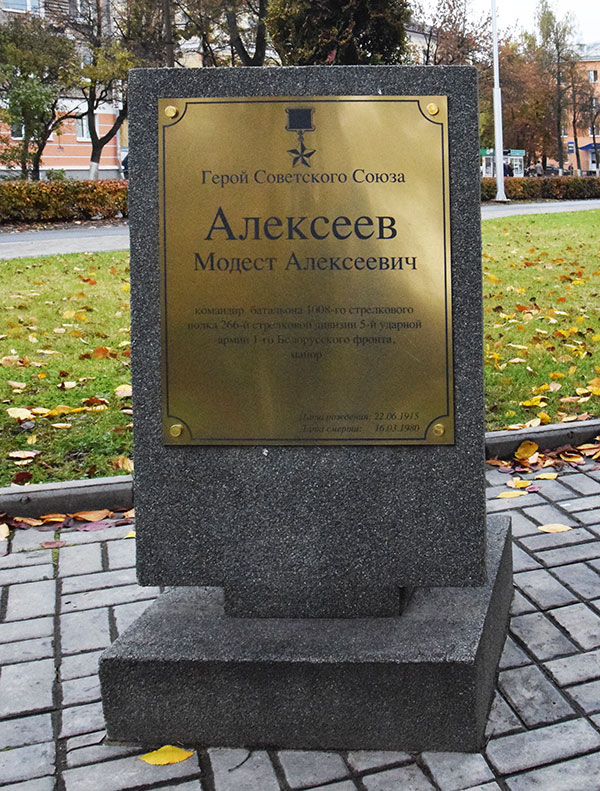 Герой Советского Союза
Алексеев
Модест Алексеевич
командир батальона 1008-го стрелкового
полка 266-й стрелковой дивизии 5-й ударной
армии 1-го Белорусского фронта,
майор
Дата рождения: 22.06.1915
Дата смерти: 16.03.1980